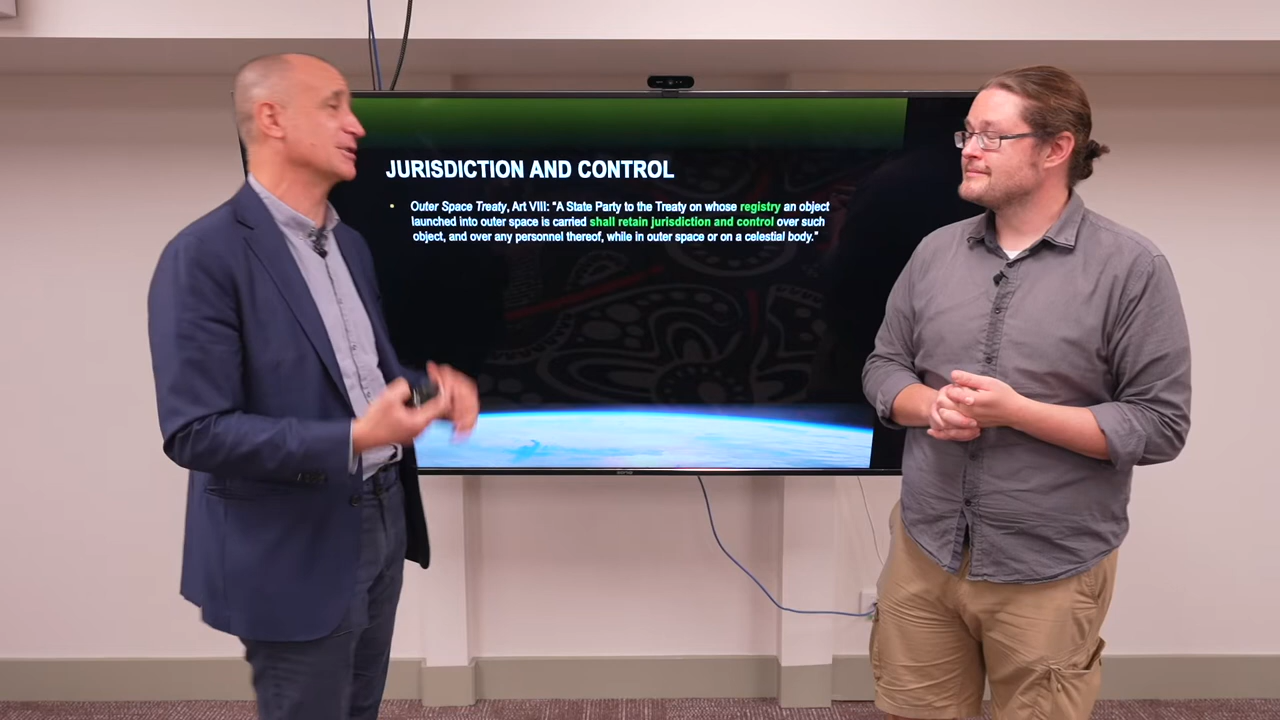 JURISDICTION AND CONTROL
• Outer Space Treaty, Art VIII: “A State Party to the Treaty on whose registry an object
launched into outer space is carried shall retain jurisdiction and control over such
object, and over any personnel thereof, while in outer space or on a celestial body.”